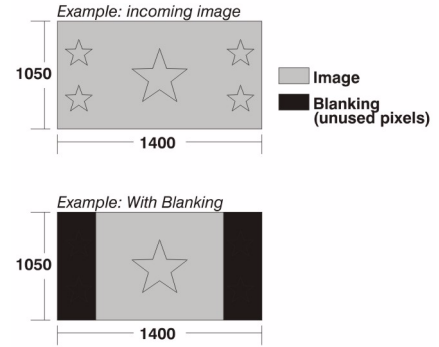 Example: incoming image
1050
1400
Image
Blanking
(unused pixels)
Example: With Blanking
1050
1400